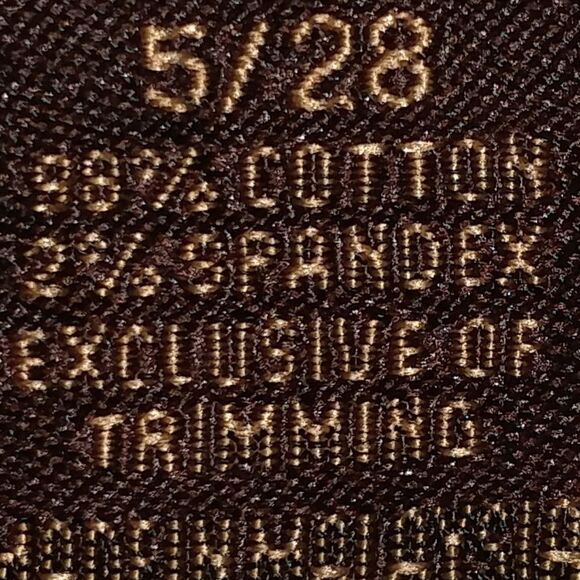 5/28
98% COTTON
2% SPANDEX
EXCLUSIVE OF
TRIMMING